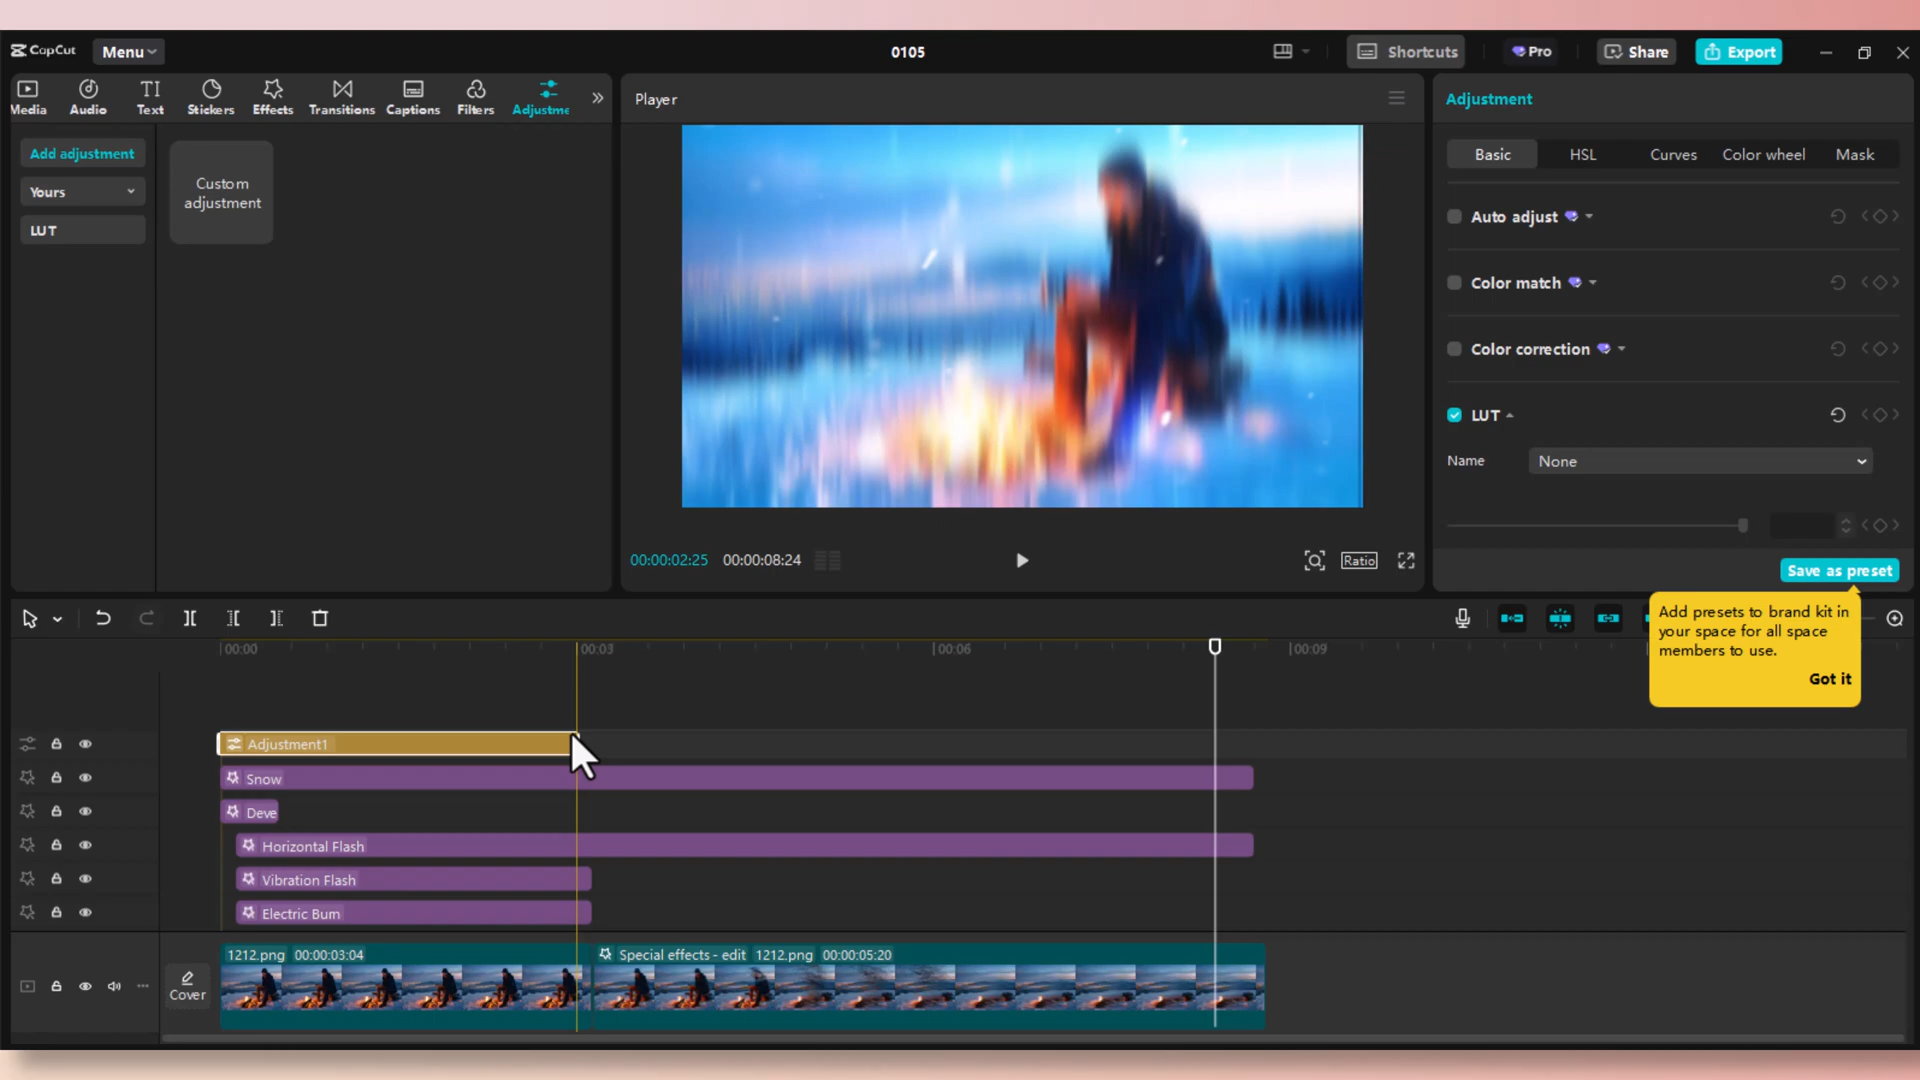 CapCut
Menu
0105
Shortcuts
Pro
Share
Export
Media
Audio
Text
Stickers
Effects
Transitions
Captions
Filters
Adjustme
Player
Adjustment
Add adjustment
Yours
LUT
Custom
adjustment
Basic
HSL
Curves
Color wheel
Mask
Auto adjust
Color match
Color correction
LUT
Name
None
00:00:02:25
00:00:08:24
Ratio
Save as preset
Add presets to brand kit in
your space for all space
members to use.
Got it
00:00
00:03
00:06
00:09
Adjustment1
Snow
Deve
Horizontal Flash
Vibration Flash
Electric Bum
1212.png 00:00:03:04
Special effects - edit 1212.png 00:00:05:20
Cover